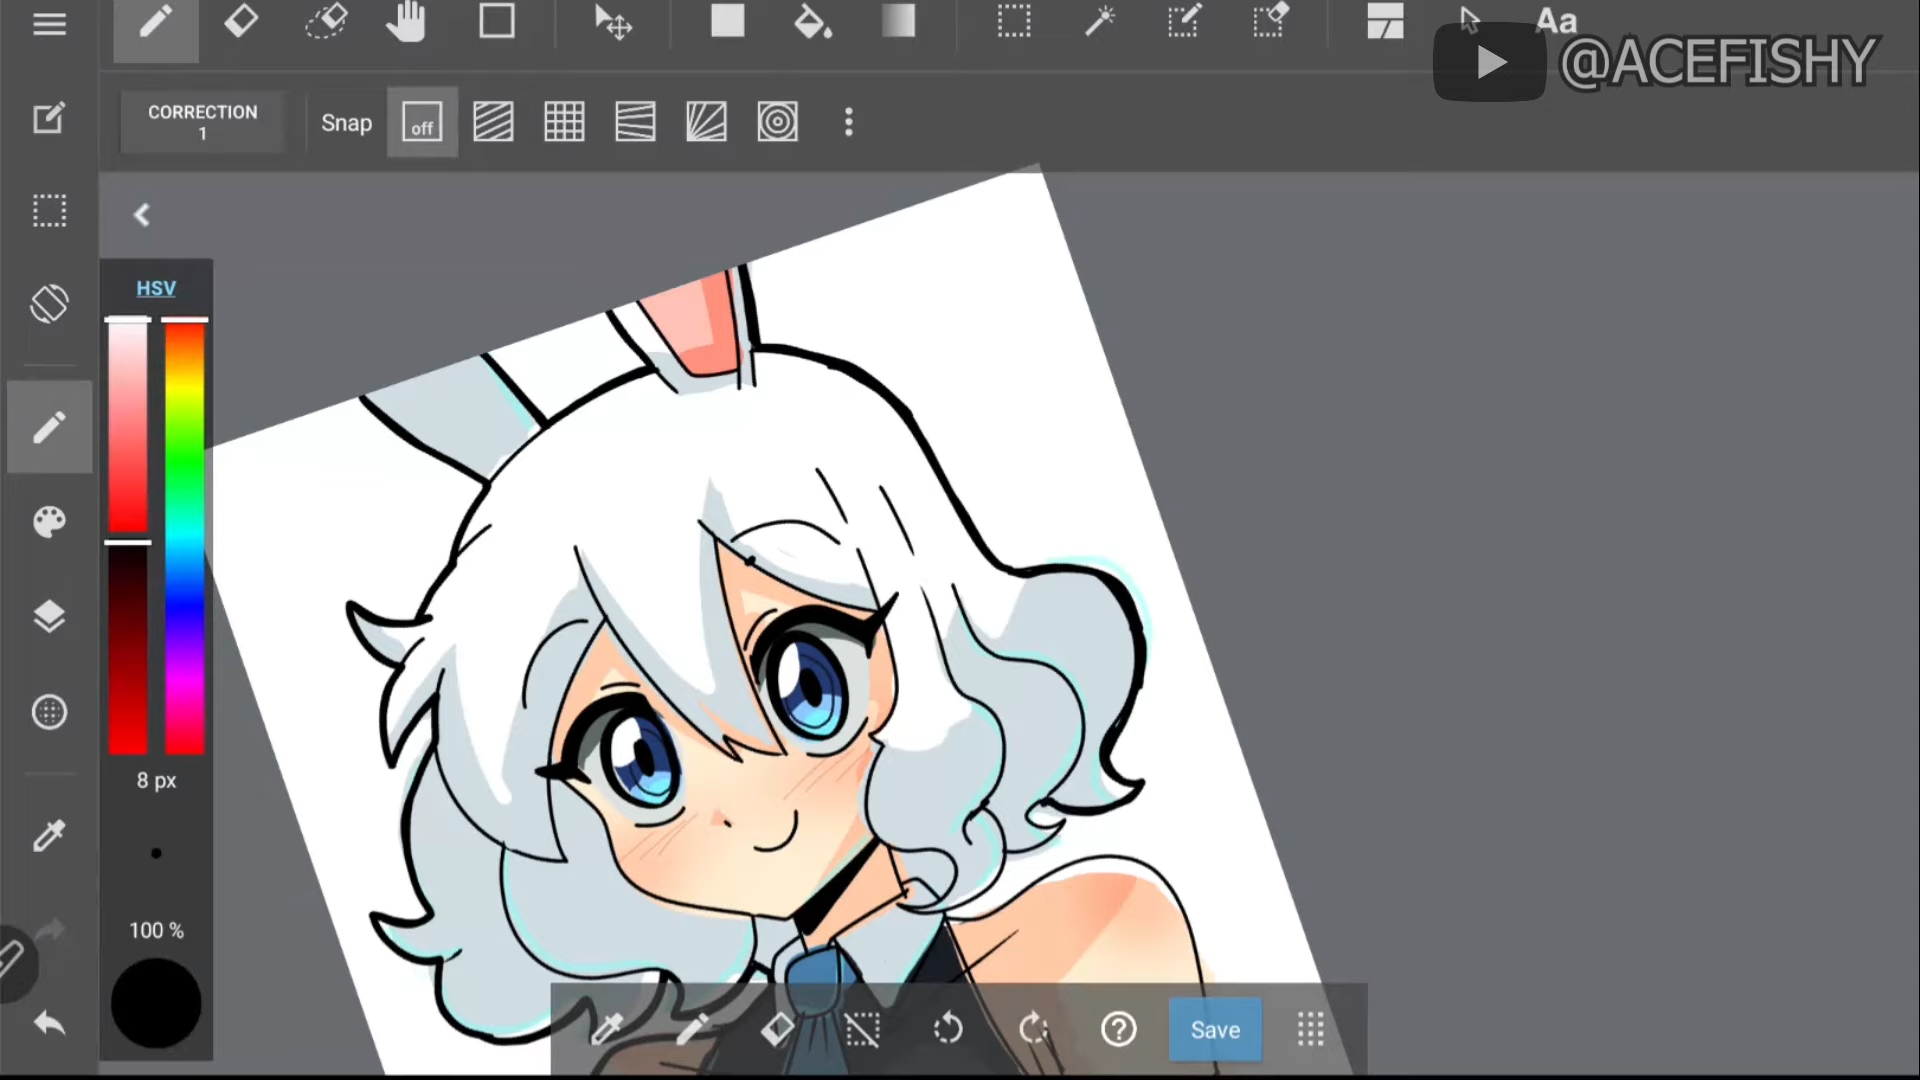 Aa
@ACEFISHY
CORRECTION
1
Snap
off
HSV
8 px
100 %
Save